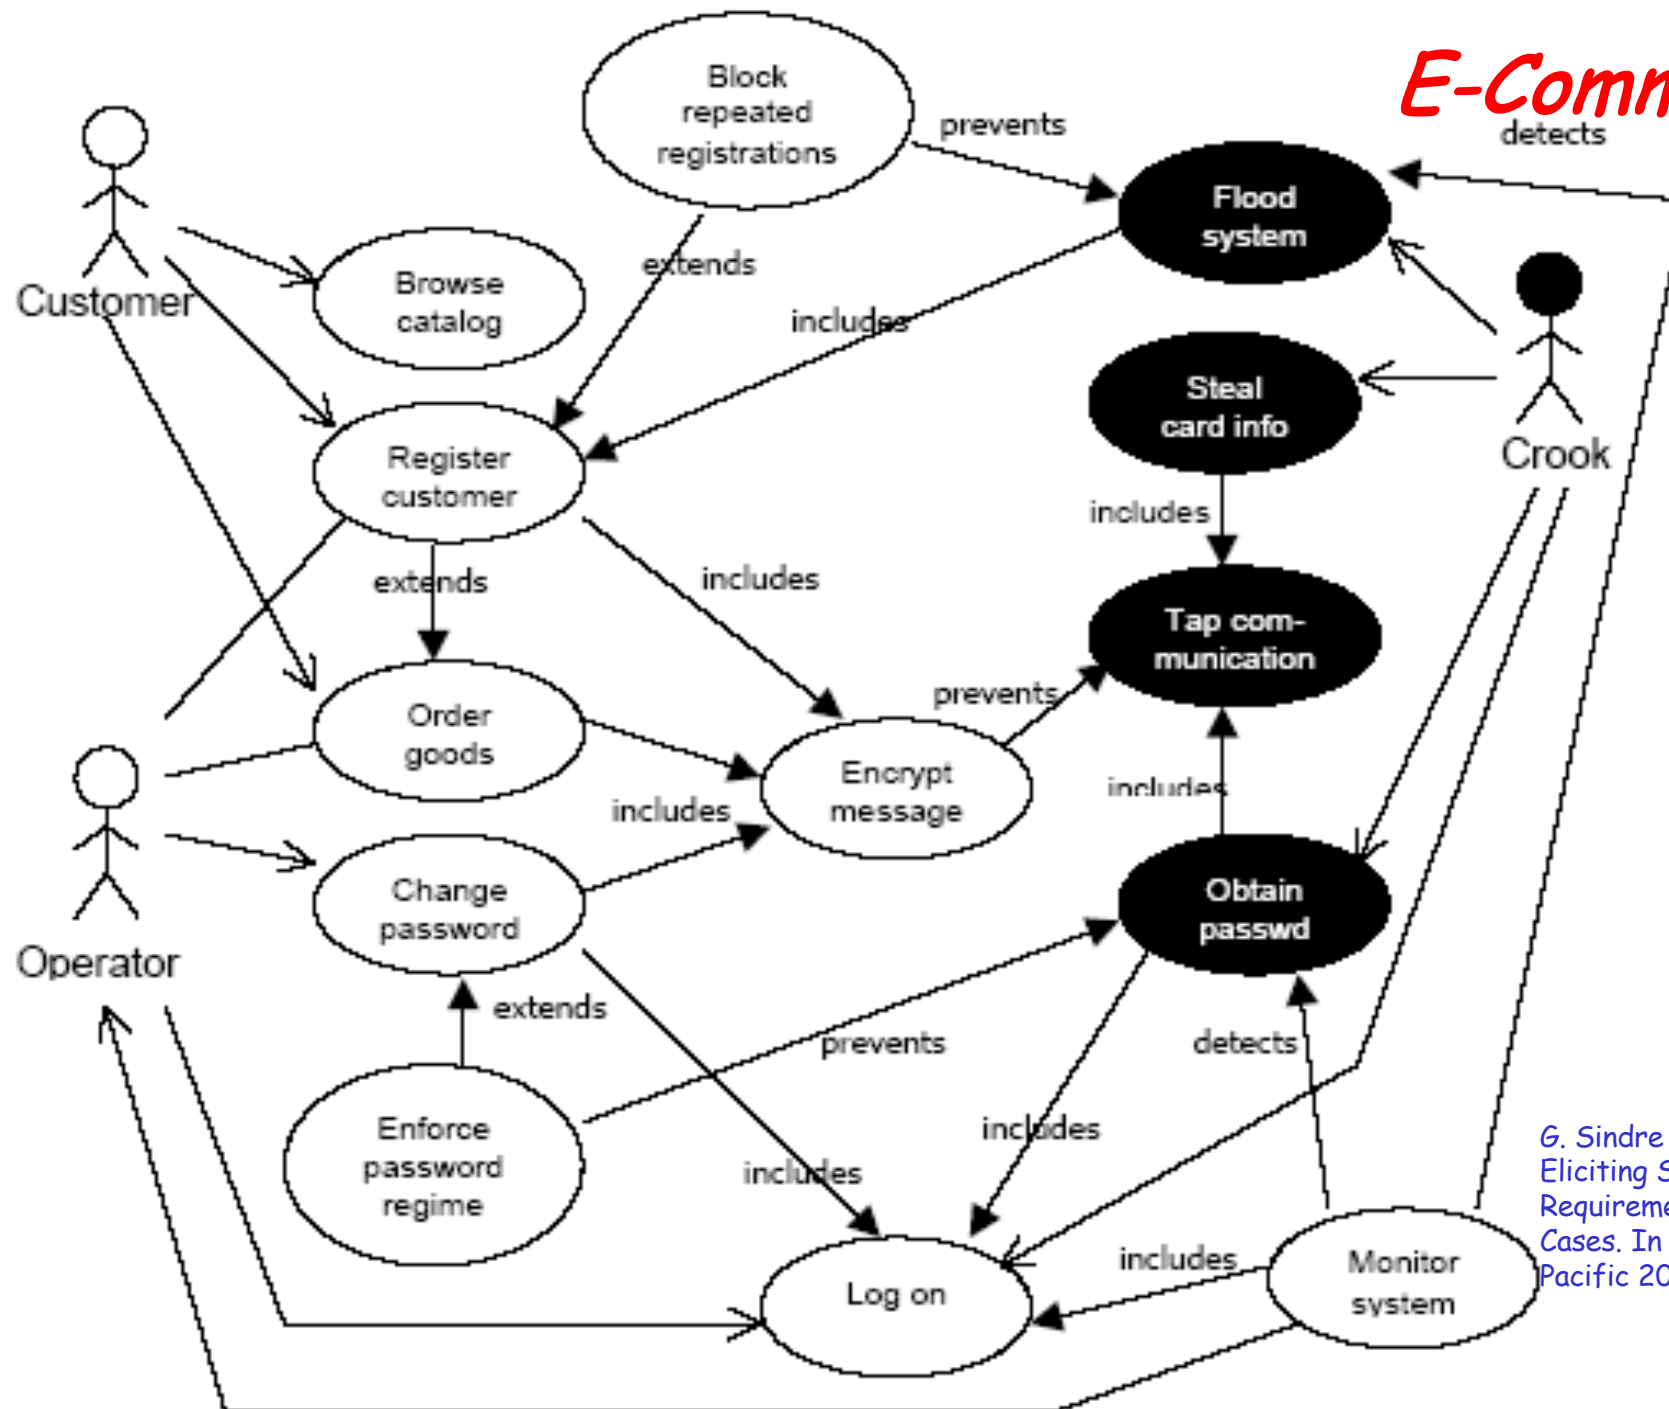 E-Comm
Block
repeated
registrations
prevents
detects
Flood
system
Customer
Browse
catalog
extends
includes
Steal
card info
Crook
Register
customer
includes
extends
includes
Tap com-
munication
prevents
Order
goods
Encrypt
message
includes
includes
Change
password
Obtain
passwd
Operator
extends
prevents
detects
Enforce
password
regime
includes
includes
G. Sindre
Eliciting S
Requireme
Cases. In
Pacific 20
includes
Monitor
system
Log on